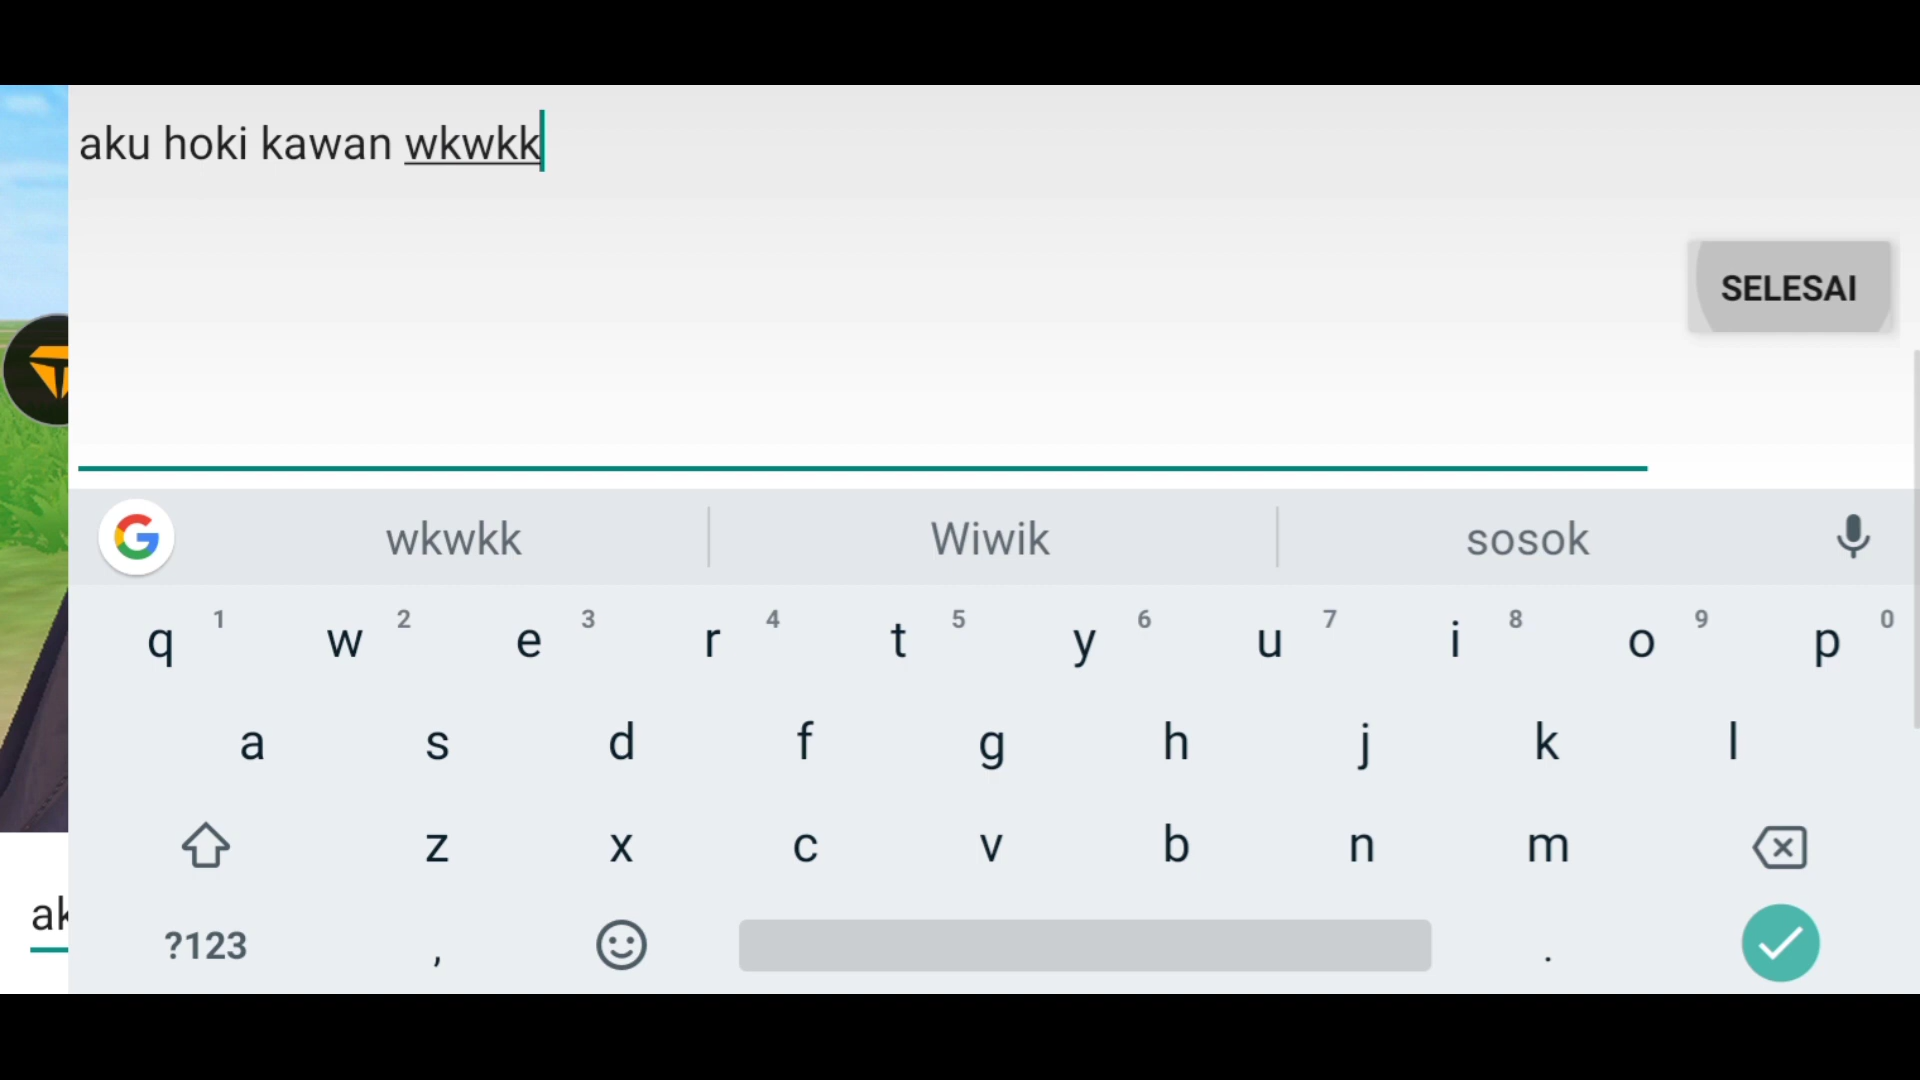 aku hoki kawan wkwkk
SELESAI
wkwkk Wiwik sosok
q 1 w 2 e 3 r 4 t 5 y 6 u 7 i 8 o 9 p 0
a s d f g h j k l
z x c v b n m
ak
?123 , .